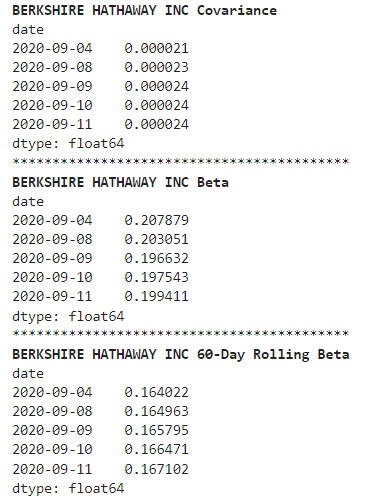 BERKSHIRE HATHAWAY INC Covariance
date
2020-09-04    0.000021
2020-09-08    0.000023
2020-09-09    0.000024
2020-09-10    0.000024
2020-09-11    0.000024
dtype: float64
******************************************
BERKSHIRE HATHAWAY INC Beta
date
2020-09-04    0.207879
2020-09-08    0.203051
2020-09-09    0.196632
2020-09-10    0.197543
2020-09-11    0.199411
dtype: float64
******************************************
BERKSHIRE HATHAWAY INC 60-Day Rolling Beta
date
2020-09-04    0.164022
2020-09-08    0.164963
2020-09-09    0.165795
2020-09-10    0.166471
2020-09-11    0.167102
dtype: float64